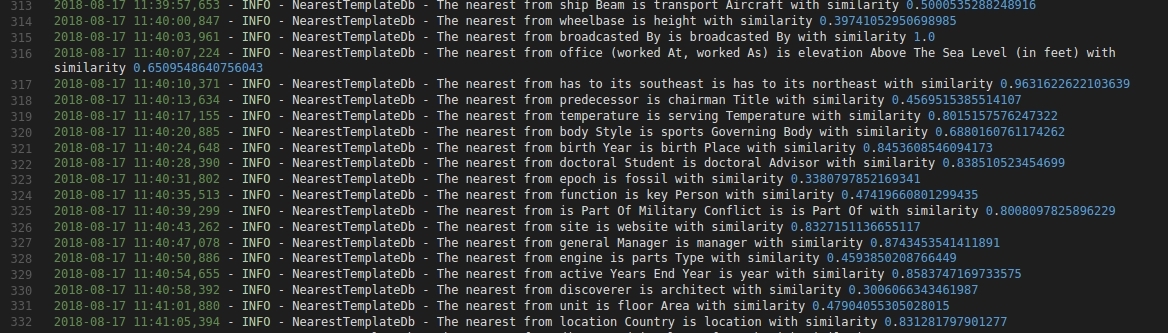 313 2018-08-17 11:39:57,653 - INFO - NearestTemplateDb - The nearest from ship Beam is transport Aircraft with similarity 0.5000535288248916
314 2018-08-17 11:40:00,847 - INFO - NearestTemplateDb - The nearest from wheelbase is height with similarity 0.39741052950698985
315 2018-08-17 11:40:03,961 - INFO - NearestTemplateDb - The nearest from broadcasted By is broadcasted By with similarity 1.0
316 2018-08-17 11:40:07,224 - INFO - NearestTemplateDb - The nearest from office (worked At, worked As) is elevation Above The Sea Level (in feet) with
similarity 0.6509548640756043
317 2018-08-17 11:40:10,371 - INFO - NearestTemplateDb - The nearest from has to its southeast is has to its northeast with similarity 0.9631622622103639
318 2018-08-17 11:40:13,634 - INFO - NearestTemplateDb - The nearest from predecessor is chairman Title with similarity 0.4569515385514107
319 2018-08-17 11:40:17,155 - INFO - NearestTemplateDb - The nearest from temperature is serving Temperature with similarity 0.8015157576247322
320 2018-08-17 11:40:20,885 - INFO - NearestTemplateDb - The nearest from body Style is sports Governing Body with similarity 0.6880160761174262
321 2018-08-17 11:40:24,648 - INFO - NearestTemplateDb - The nearest from birth Year is birth Place with similarity 0.8453608546094173
322 2018-08-17 11:40:28,390 - INFO - NearestTemplateDb - The nearest from doctoral Student is doctoral Advisor with similarity 0.838510523454699
323 2018-08-17 11:40:31,802 - INFO - NearestTemplateDb - The nearest from epoch is fossil with similarity 0.3380797852169341
324 2018-08-17 11:40:35,513 - INFO - NearestTemplateDb - The nearest from function is key Person with similarity 0.47419660801299435
325 2018-08-17 11:40:39,299 - INFO - NearestTemplateDb - The nearest from is Part Of Military Conflict is is Part Of with similarity 0.8008097825896229
326 2018-08-17 11:40:43,262 - INFO - NearestTemplateDb - The nearest from site is website with similarity 0.8327151136655117
327 2018-08-17 11:40:47,078 - INFO - NearestTemplateDb - The nearest from general Manager is manager with similarity 0.8743453541411891
328 2018-08-17 11:40:50,886 - INFO - NearestTemplateDb - The nearest from engine is parts Type with similarity 0.4593850208766449
329 2018-08-17 11:40:54,655 - INFO - NearestTemplateDb - The nearest from active Years End Year is year with similarity 0.8583747169733575
330 2018-08-17 11:40:58,392 - INFO - NearestTemplateDb - The nearest from discoverer is architect with similarity 0.3006066343461987
331 2018-08-17 11:41:01,880 - INFO - NearestTemplateDb - The nearest from unit is floor Area with similarity 0.47904055305028015
332 2018-08-17 11:41:05,394 - INFO - NearestTemplateDb - The nearest from location Country is location with similarity 0.831281797901277